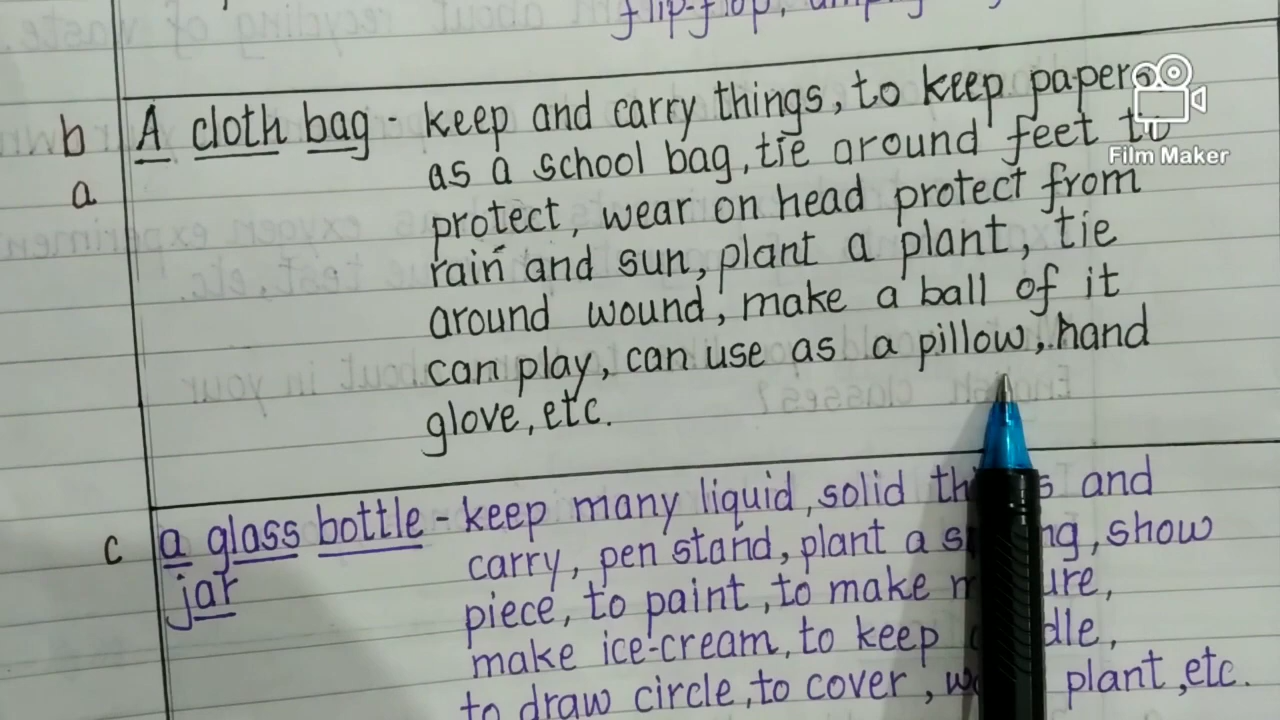 flip-flop,
b A cloth bag - keep and carry things, to keep papers
Film Maker
a as a school bag, tie around feet to
protect, wear on head protect from
rain and sun, plant a plant, tie
around wound, make a ball of it
can play, can use as a pillow, hand
glove, etc.
c a glass bottle - keep many liquid, solid things and
jar carry, pen stand, plant a show
piece, to paint, to make
make ice-cream, to keep
to draw circle, to cover, plant, etc.